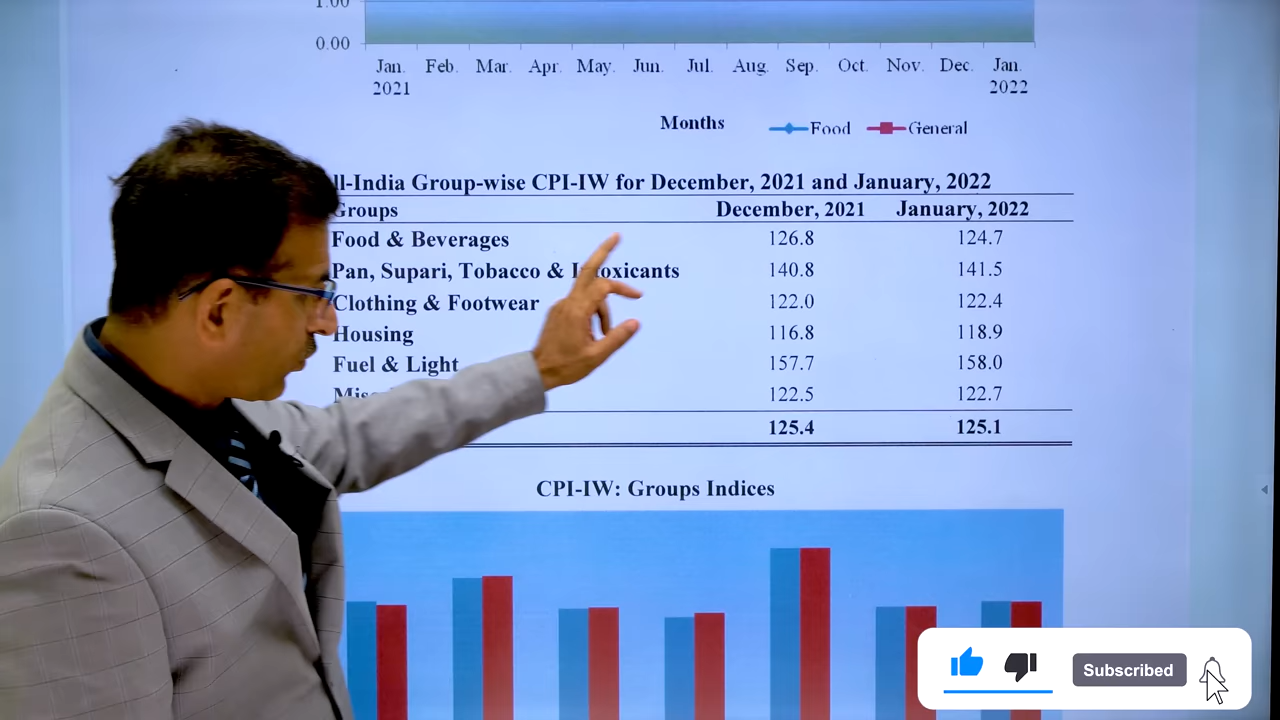 1.00
0.00
Jan. Feb. Mar. Apr. May. Jun. Jul. Aug. Sep. Oct. Nov. Dec. Jan.
2021 2022
Months
Food General
ll-India Group-wise CPI-IW for December, 2021 and January, 2022
Groups December, 2021 January, 2022
Food & Beverages 126.8 124.7
Pan, Supari, Tobacco & Intoxicants 140.8 141.5
Clothing & Footwear 122.0 122.4
Housing 116.8 118.9
Fuel & Light 157.7 158.0
122.5 122.7
125.4 125.1
CPI-IW: Groups Indices
Subscribed